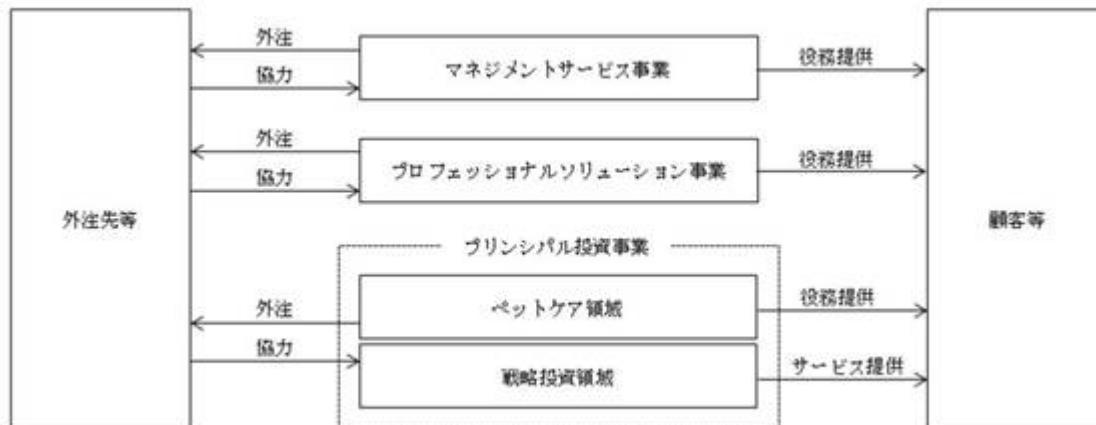 外注
マネジメントサービス事業
役務提供
協力
外注
プロフェッショナルソリューション事業
役務提供
協力
外注先等
顧客等
プリンシパル投資事業
外注
ペットケア領域
役務提供
協力
戦略投資領域
サービス提供